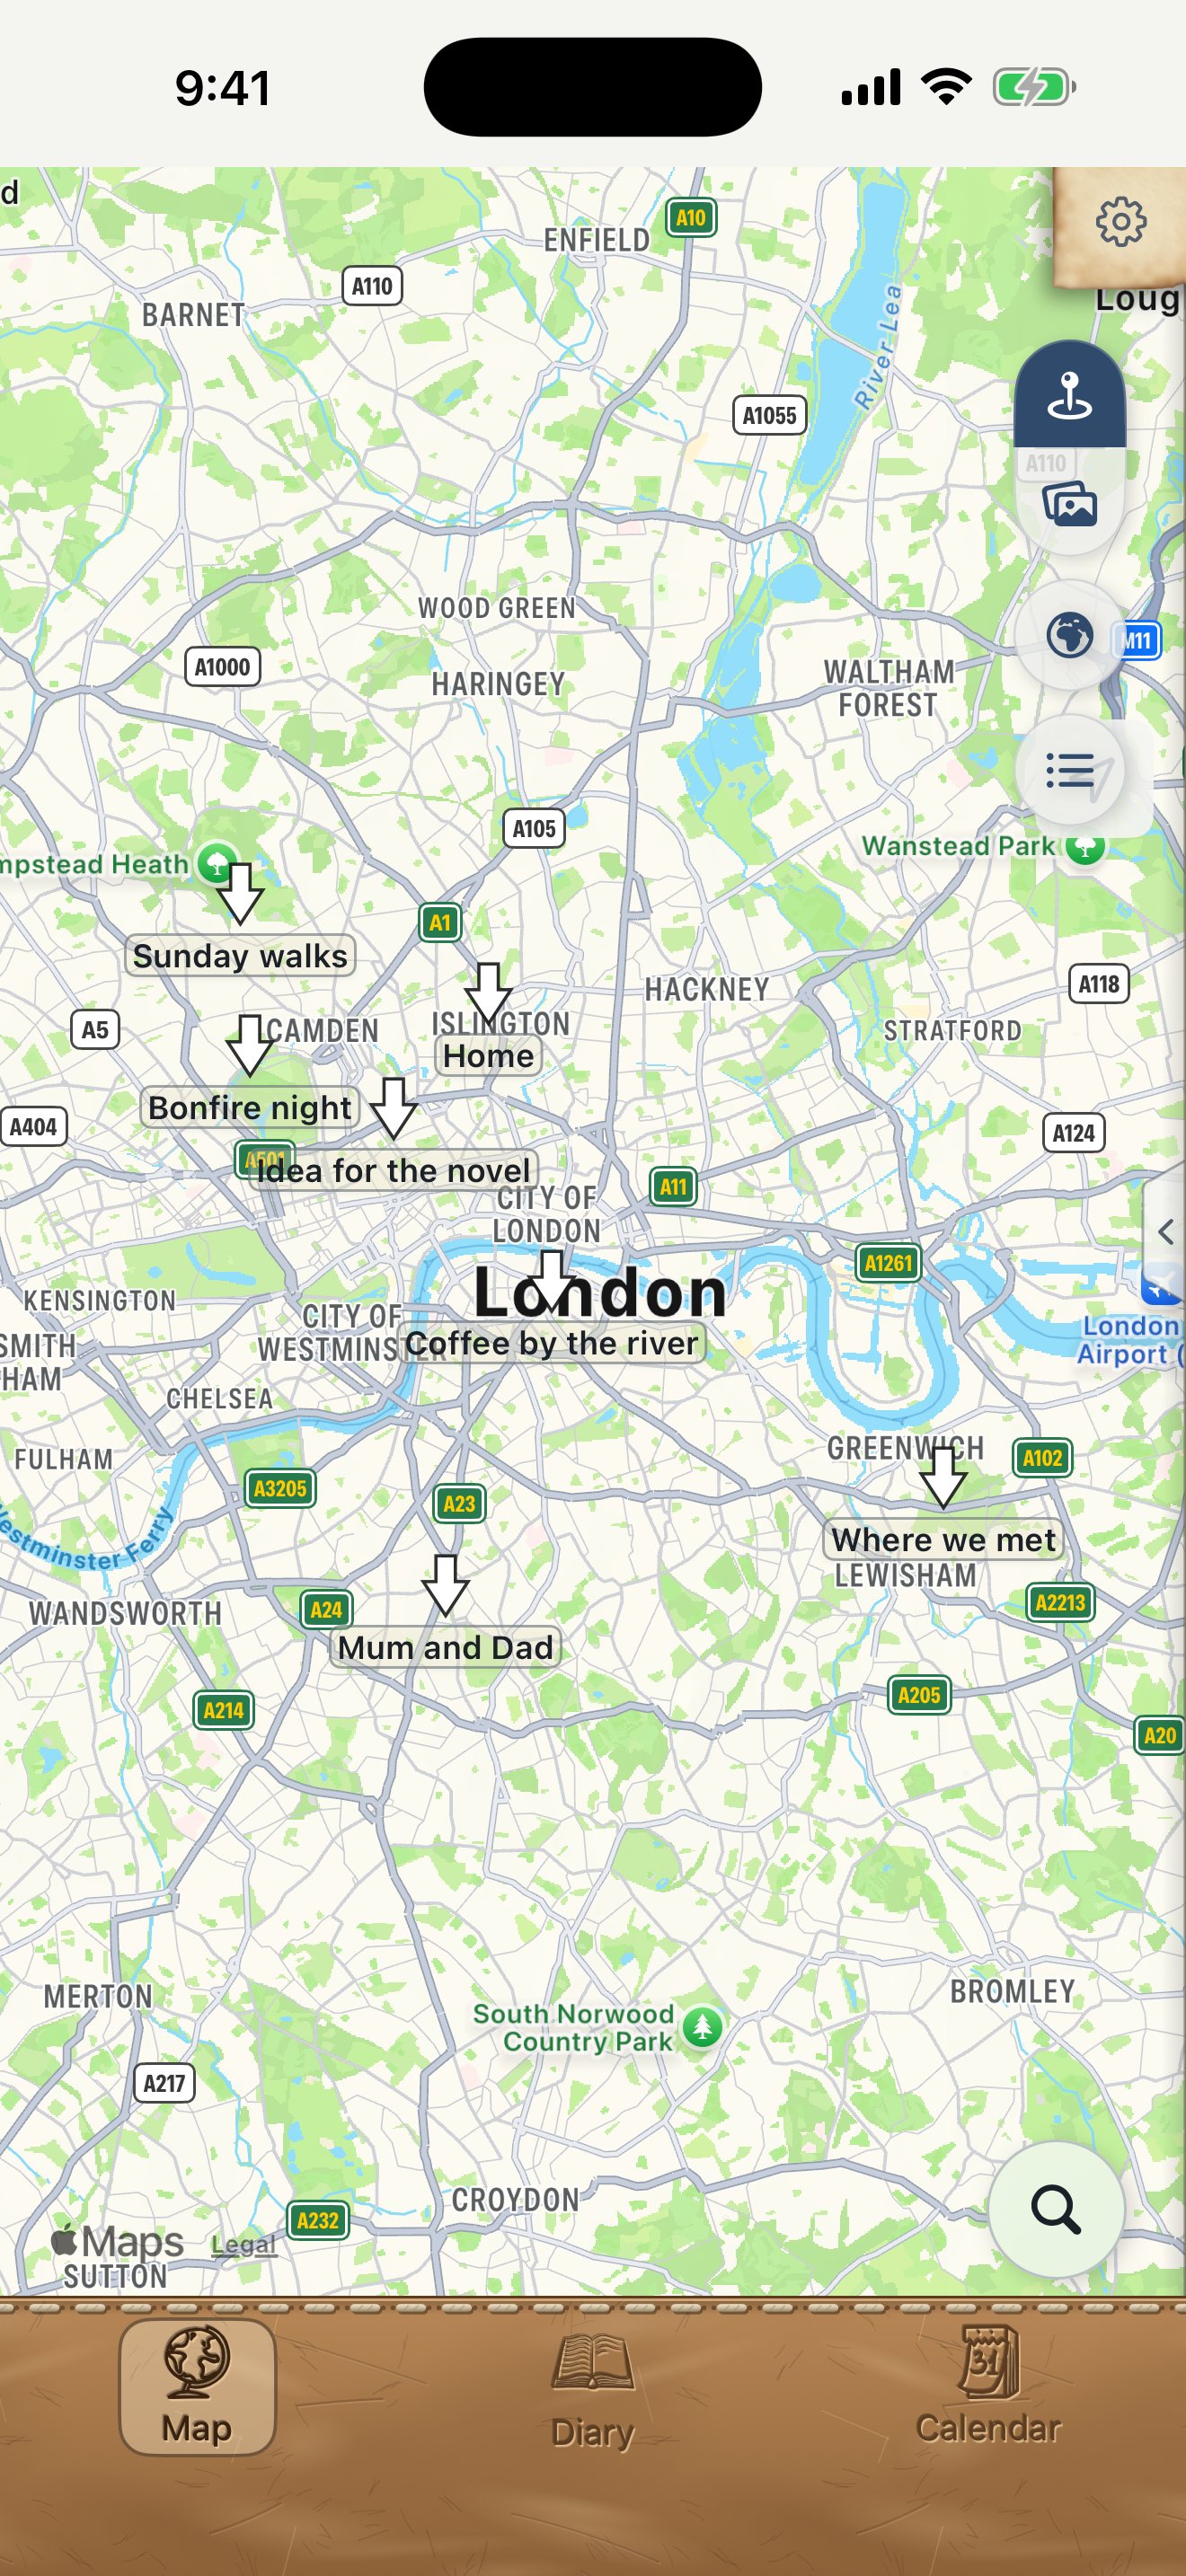 9:41
d
A10
ENFIELD
A110
BARNET
Loug
River Lea
A1055
A110
WOOD GREEN
M11
A1000
HARINGEY
WALTHAM
FOREST
A105
mpstead Heath
Wanstead Park
A1
Sunday walks
HACKNEY
A118
A5
CAMDEN
ISLINGTON
STRATFORD
Home
Bonfire night
A404
A124
A501
Idea for the novel
A11
CITY OF
LONDON
A1261
London
KENSINGTON
CITY OF
WESTMINSTER
London
Airport (
SMITH
HAM
Coffee by the river
CHELSEA
FULHAM
GREENWICH
A102
A3205
A23
Westminster Ferry
Where we met
LEWISHAM
WANDSWORTH
A24
A2213
Mum and Dad
A214
A205
A20
MERTON
BROMLEY
South Norwood
Country Park
A217
CROYDON
A232
Maps
Legal
SUTTON
31
Map
Diary
Calendar